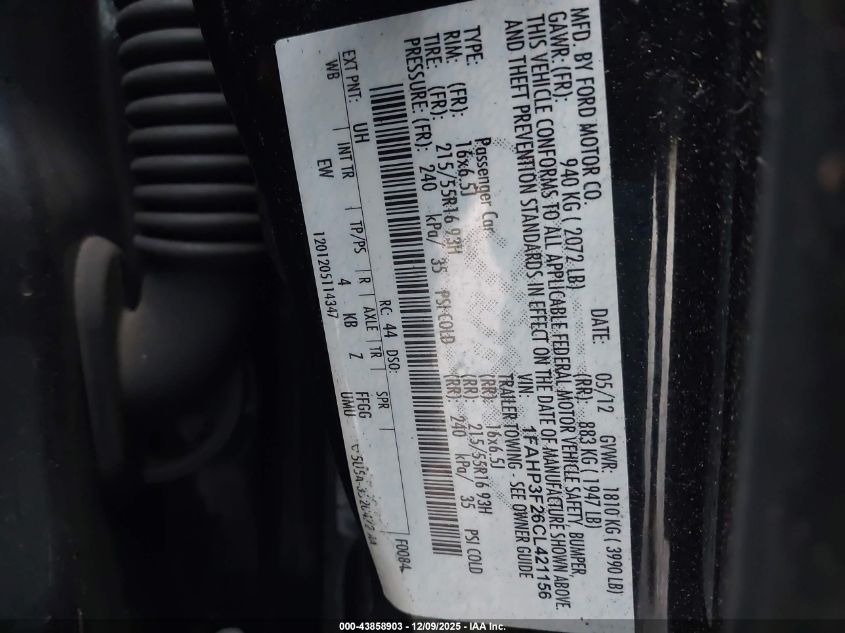 MFD. BY FORD MOTOR CO. DATE: 05/12 GVWR: 1810 KG ( 3990 LB)
GAWR: (FR): 940 KG ( 2072 LB) (RR): 883 KG ( 1947 LB)
THIS VEHICLE CONFORMS TO ALL APPLICABLE FEDERAL MOTOR VEHICLE SAFETY, BUMPER,
AND THEFT PREVENTION STANDARDS IN EFFECT ON THE DATE OF MANUFACTURE SHOWN ABOVE.
VIN: 1FAHP3F26CL421156
TYPE: Passenger Car TRAILER TOWING - SEE OWNER GUIDE
RIM: (FR): 16x6.5J (RR): 16x6.5J
TIRE: (FR): 215/55R16 93H (RR): 215/55R16 93H
PRESSURE: (FR): 240 kPa/ 35 PSI COLD (RR): 240 kPa/ 35 PSI COLD
F0084
EXT PNT: UH RC: 44 DSO:
WB INT TR TP/PS R AXLE TR SPR
EW 4 KB Z FFGG
UMU
1201205114347
000-43858903 - 12/09/2025 - IAA Inc.